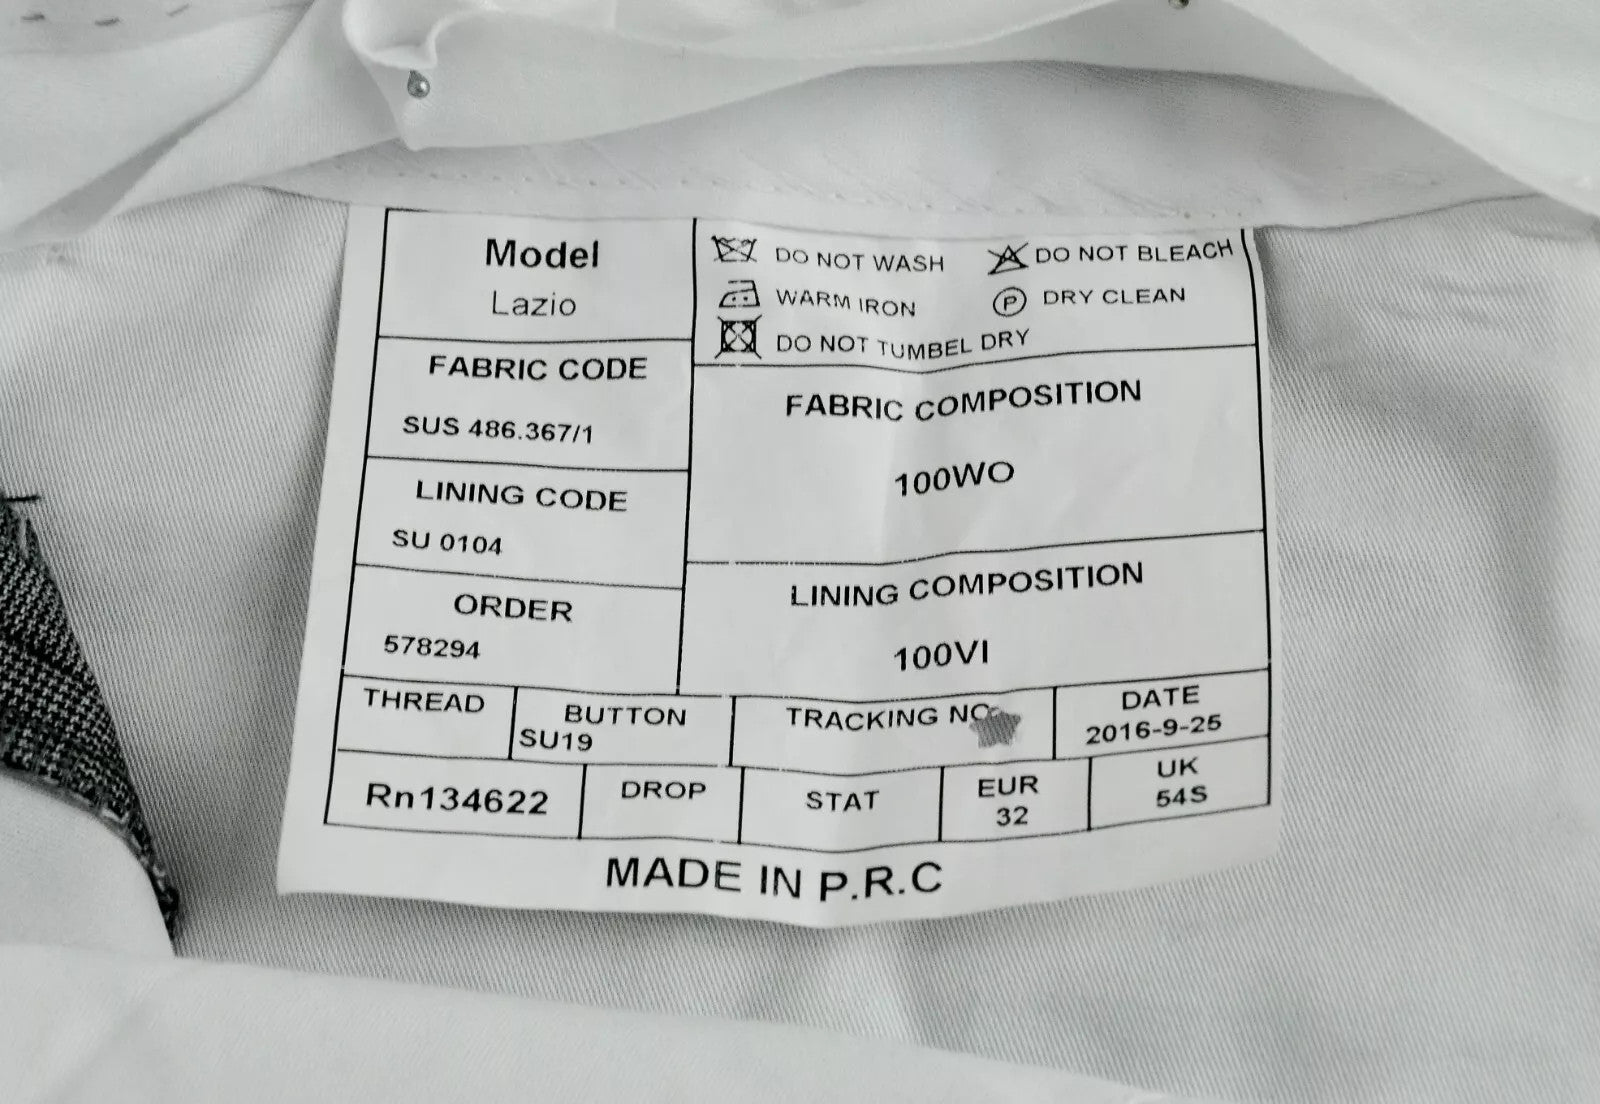 Model
Lazio
DO NOT WASH
DO NOT BLEACH
WARM IRON
P
DRY CLEAN
DO NOT TUMBEL DRY
FABRIC CODE
SUS 486.367/1
FABRIC COMPOSITION
100WO
LINING CODE
SU 0104
LINING COMPOSITION
100VI
ORDER
578294
THREAD
BUTTON
SU19
TRACKING NO
DATE
2016-9-25
Rn134622
DROP
STAT
EUR
32
UK
54S
MADE IN P.R.C